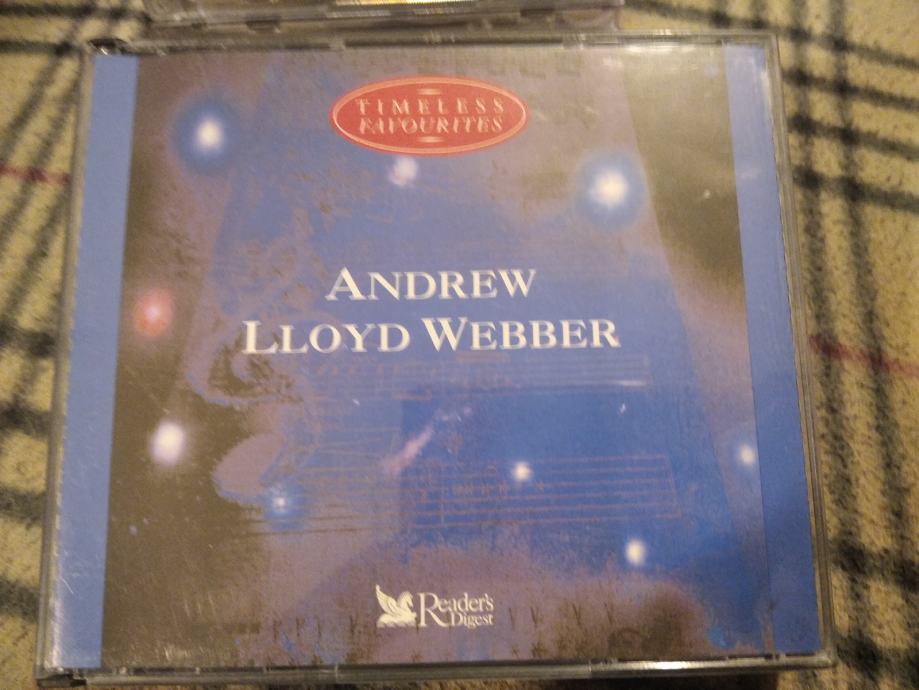 TIMELESS
FAVOURITES
ANDREW
LLOYD WEBBER
Reader's
Digest